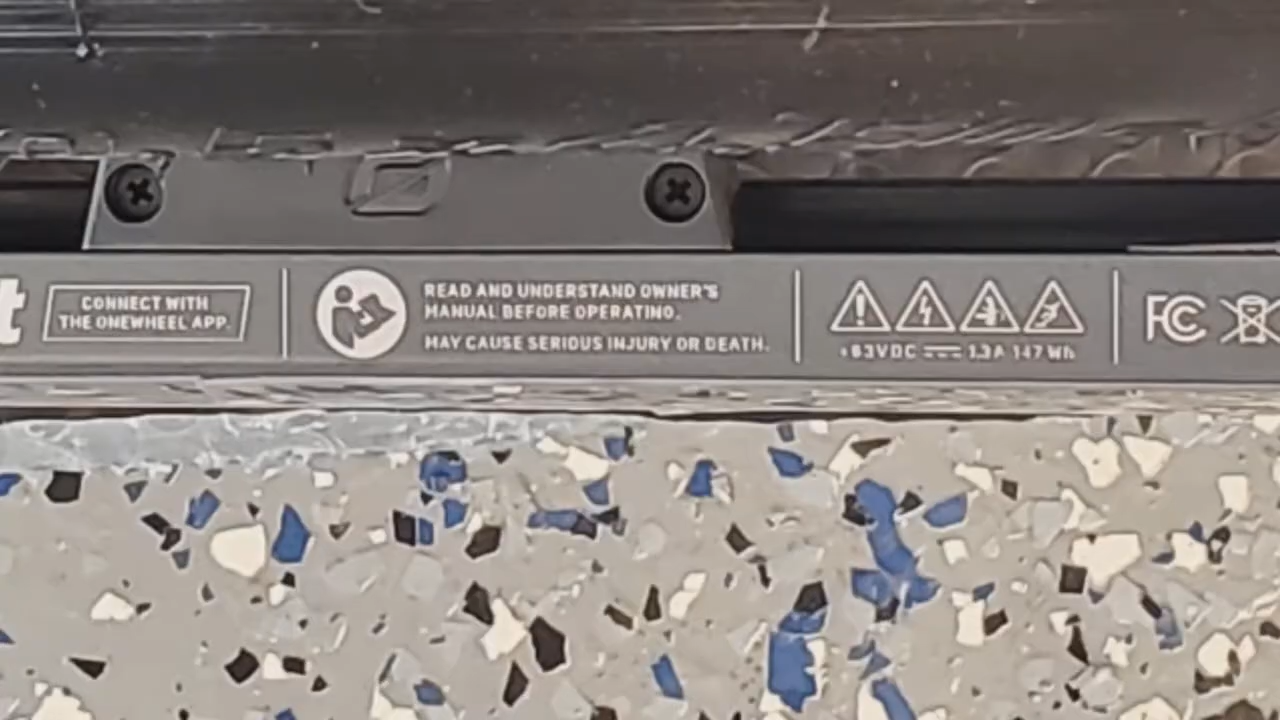 t
CONNECT WITH
THE ONEWHEEL APP.
READ AND UNDERSTAND OWNER'S
MANUAL BEFORE OPERATING.
MAY CAUSE SERIOUS INJURY OR DEATH.
63VDC 1.3A 147 Wh
FC